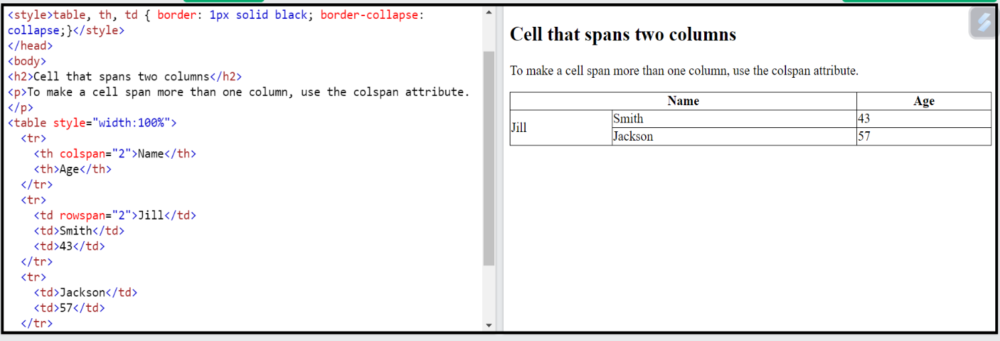 <style>table, th, td { border: 1px solid black; border-collapse:
collapse;}</style>
</head>
<body>
<h2>Cell that spans two columns</h2>
<p>To make a cell span more than one column, use the colspan attribute.
</p>
<table style="width:100%">
<tr>
<th colspan="2">Name</th>
<th>Age</th>
</tr>
<tr>
<td rowspan="2">Jill</td>
<td>Smith</td>
<td>43</td>
</tr>
<tr>
<td>Jackson</td>
<td>57</td>
</tr>
Cell that spans two columns
To make a cell span more than one column, use the colspan attribute.
Name Age
Jill Smith 43
Jackson 57